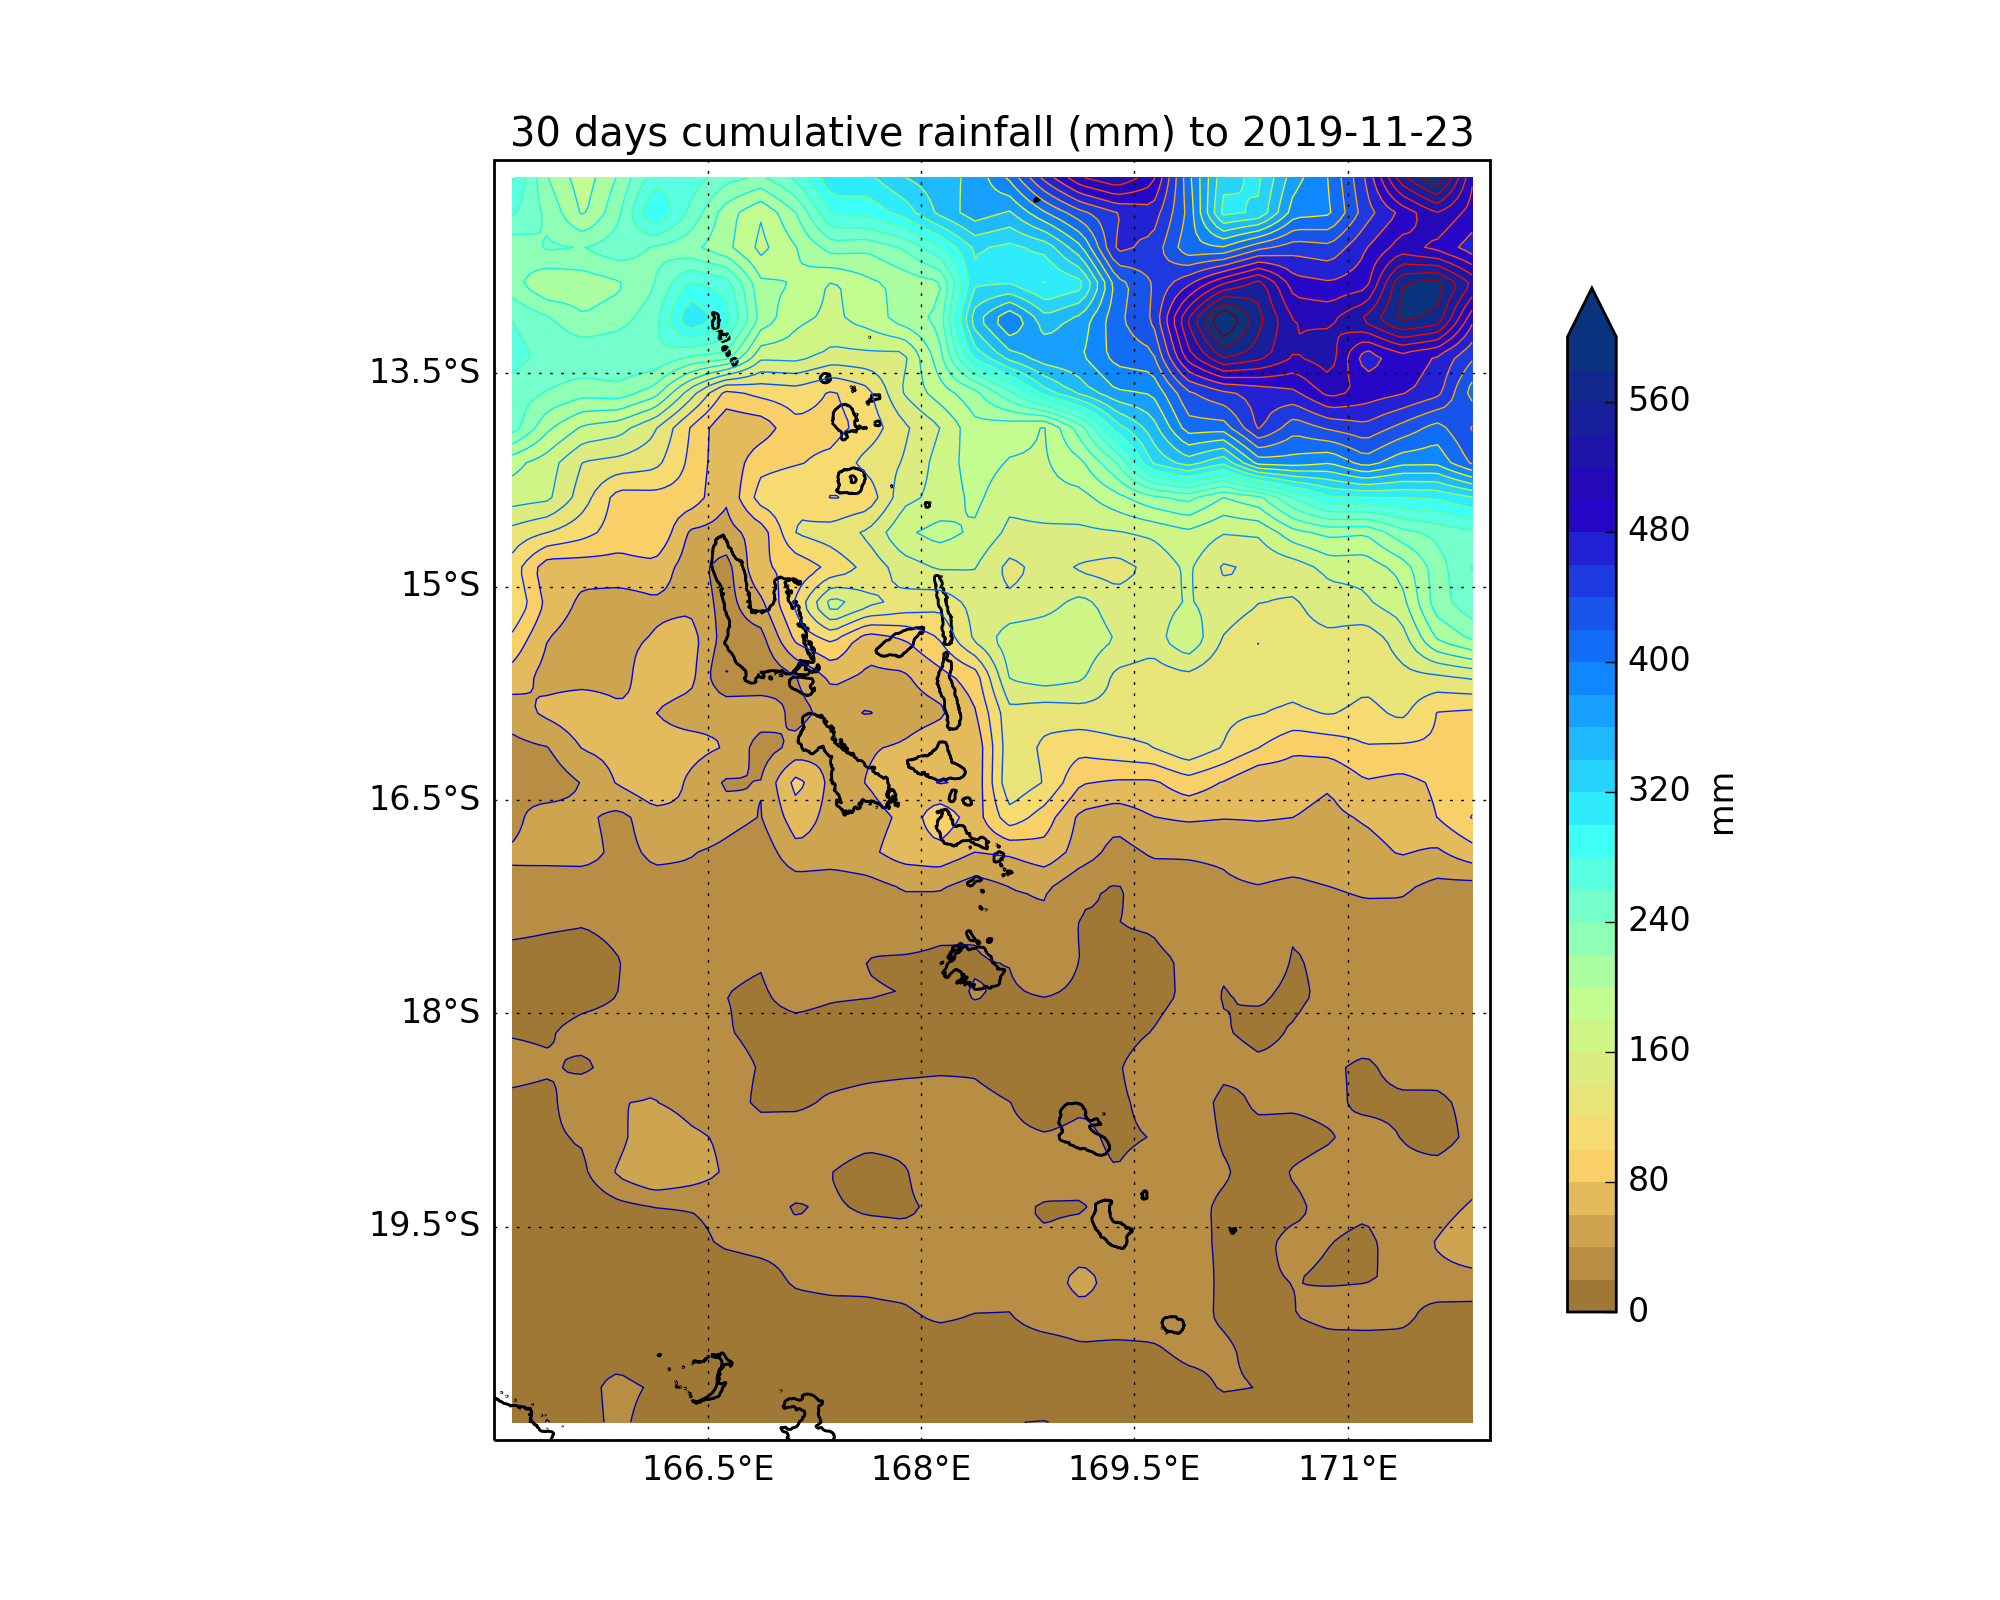 30 days cumulative rainfall (mm) to 2019-11-23
13.5°S
15°S
16.5°S
18°S
19.5°S
166.5°E
168°E
169.5°E
171°E
560
480
400
320
240
160
80
0
mm